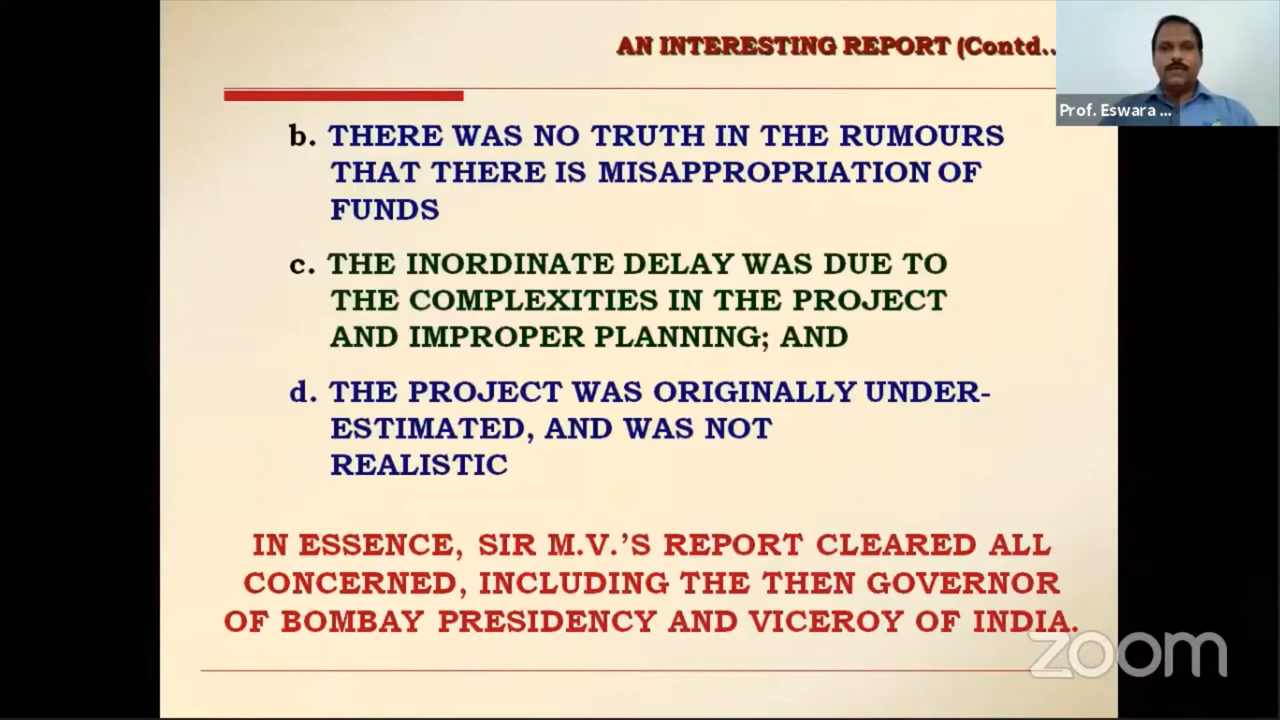 AN INTERESTING REPORT (Contd..
Prof. Eswara ...
b. THERE WAS NO TRUTH IN THE RUMOURS
THAT THERE IS MISAPPROPRIATION OF
FUNDS
c. THE INORDINATE DELAY WAS DUE TO
THE COMPLEXITIES IN THE PROJECT
AND IMPROPER PLANNING; AND
d. THE PROJECT WAS ORIGINALLY UNDER-
ESTIMATED, AND WAS NOT
REALISTIC
IN ESSENCE, SIR M.V.’S REPORT CLEARED ALL
CONCERNED, INCLUDING THE THEN GOVERNOR
OF BOMBAY PRESIDENCY AND VICEROY OF INDIA.
zoom